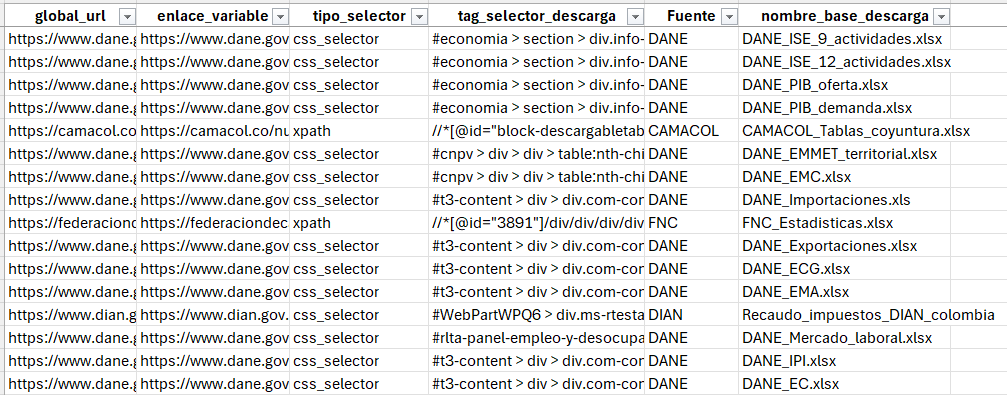 global_url enlace_variable tipo_selector tag_selector_descarga Fuente nombre_base_descarga
https://www.dane.g https://www.dane.gov css_selector #economia > section > div.info- DANE DANE_ISE_9_actividades.xlsx
https://www.dane.g https://www.dane.gov css_selector #economia > section > div.info- DANE DANE_ISE_12_actividades.xlsx
https://www.dane.g https://www.dane.gov css_selector #economia > section > div.info- DANE DANE_PIB_oferta.xlsx
https://www.dane.g https://www.dane.gov css_selector #economia > section > div.info- DANE DANE_PIB_demanda.xlsx
https://camacol.co https://camacol.co/nu xpath //*[@id="block-descargabletab CAMACOL CAMACOL_Tablas_coyuntura.xlsx
https://www.dane.g https://www.dane.gov css_selector #cnpv > div > div > table:nth-chi DANE DANE_EMMET_territorial.xlsx
https://www.dane.g https://www.dane.gov css_selector #cnpv > div > div > table:nth-chi DANE DANE_EMC.xlsx
https://www.dane.g https://www.dane.gov css_selector #t3-content > div > div.com-cor DANE DANE_Importaciones.xls
https://federacionc https://federaciondec xpath //*[@id="3891"]/div/div/div/div FNC FNC_Estadisticas.xlsx
https://www.dane.g https://www.dane.gov css_selector #t3-content > div > div.com-cor DANE DANE_Exportaciones.xlsx
https://www.dane.g https://www.dane.gov css_selector #t3-content > div > div.com-cor DANE DANE_ECG.xlsx
https://www.dane.g https://www.dane.gov css_selector #t3-content > div > div.com-cor DANE DANE_EMA.xlsx
https://www.dian.g https://www.dian.gov. css_selector #WebPartWPQ6 > div.ms-rtesta DIAN Recaudo_impuestos_DIAN_colombia
https://www.dane.g https://www.dane.gov css_selector #rlta-panel-empleo-y-desocupa DANE DANE_Mercado_laboral.xlsx
https://www.dane.g https://www.dane.gov css_selector #t3-content > div > div.com-cor DANE DANE_IPI.xlsx
https://www.dane.g https://www.dane.gov css_selector #t3-content > div > div.com-cor DANE DANE_EC.xlsx